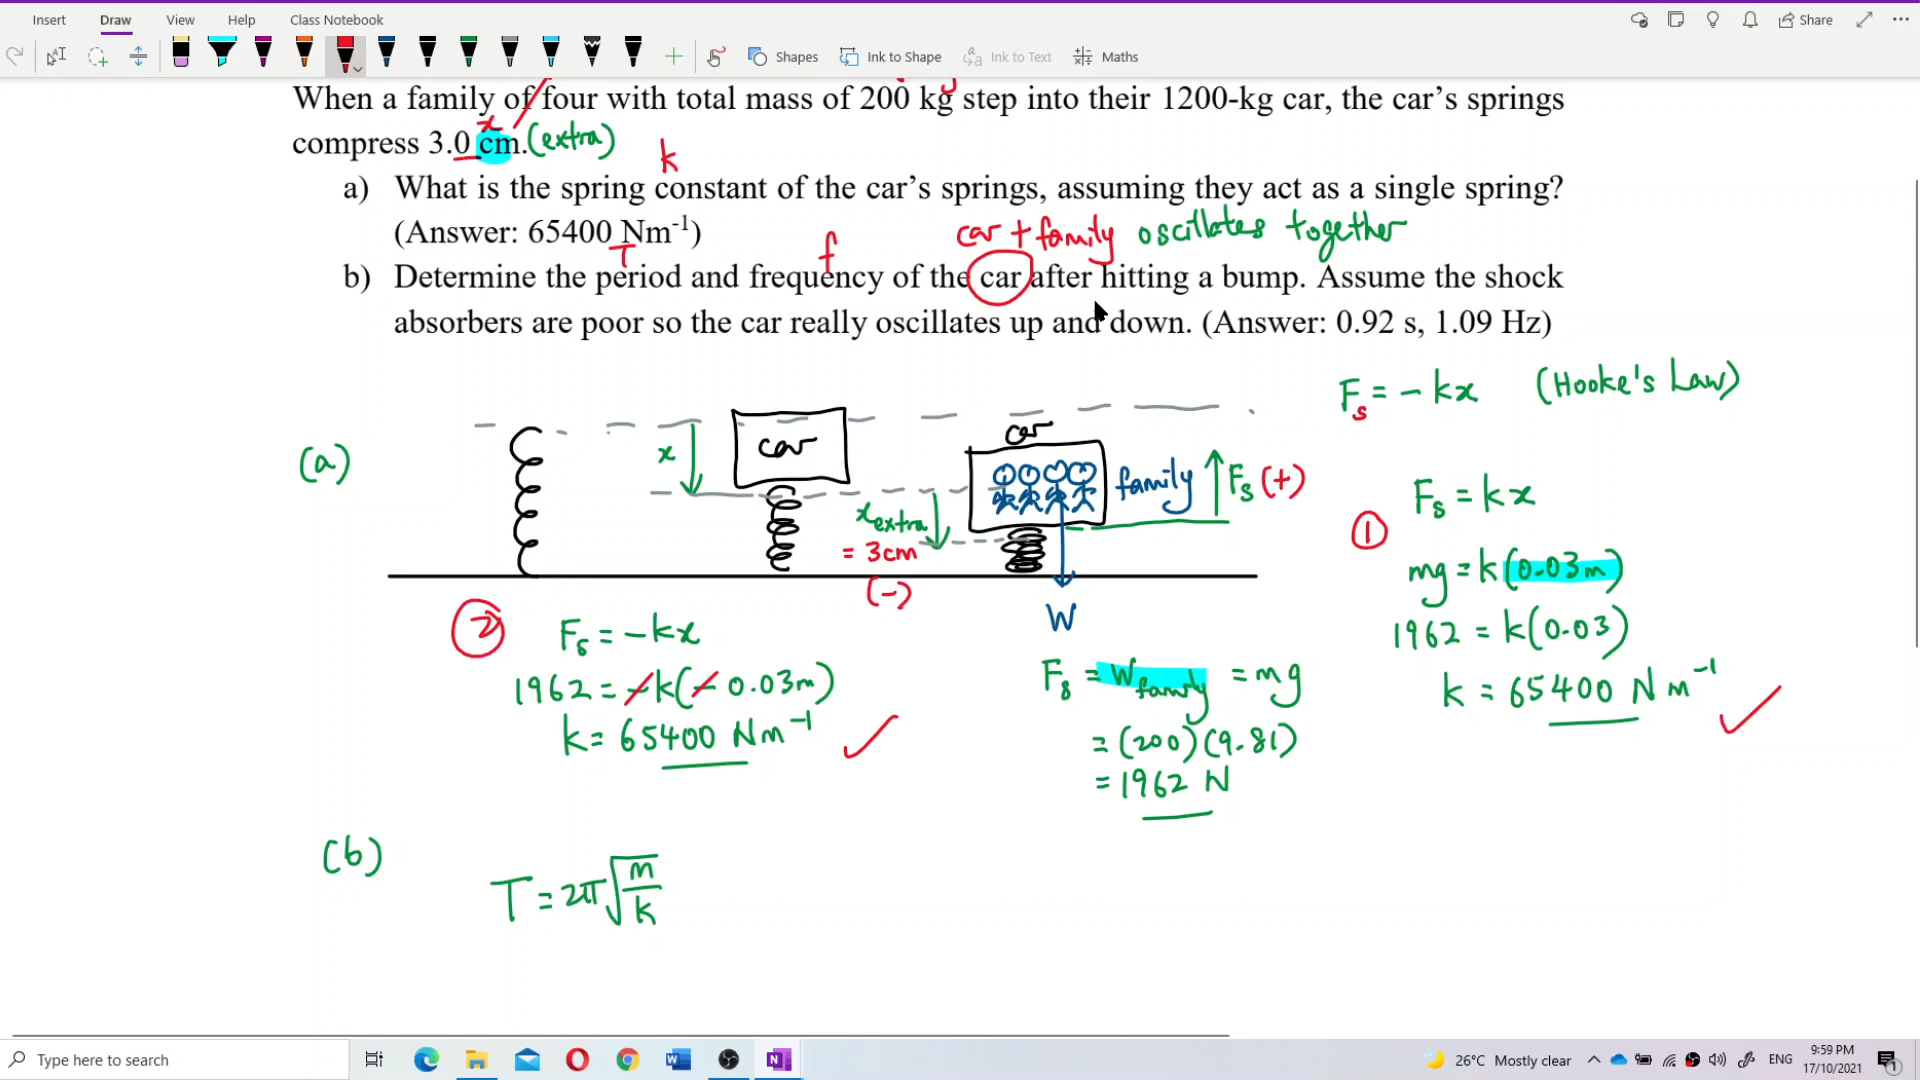 Insert Draw View Help Class Notebook Share
Shapes Ink to Shape Ink to Text Maths
When a family of four with total mass of 200 kg step into their 1200-kg car, the car's springs
x
compress 3.0 cm. (extra)
k
a) What is the spring constant of the car's springs, assuming they act as a single spring?
(Answer: 65400 Nm⁻¹)
T f car + family oscillates together
b) Determine the period and frequency of the car after hitting a bump. Assume the shock
absorbers are poor so the car really oscillates up and down. (Answer: 0.92 s, 1.09 Hz)
Fs = - kx (Hooke's Law)
(a)
x
car
car
family
Fs (+)
xextra
= 3cm
(-)
W
① Fs = kx
mg = k(0.03m)
1962 = k(0.03)
k = 65400 N m⁻¹
② Fs = -kx
1962 = -k(- 0.03m)
k = 65400 Nm⁻¹
Fs = Wfamily = mg
= (200)(9.81)
= 1962 N
(b)
T = 2π√m/k
Type here to search
26°C Mostly clear
ENG
9:59 PM
17/10/2021